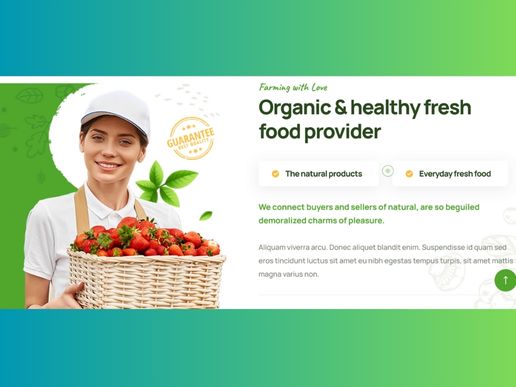 Farming with Love
Organic & healthy fresh
food provider
GUARANTEE
BEST QUALITY
The natural products
Everyday fresh food
We connect buyers and sellers of natural, are so beguiled
demoralized charms of pleasure.
Aliquam viverra arcu. Donec aliquet blandit enim. Suspendisse id quam sed
eros tincidunt luctus sit amet eu nibh egestas tempus turpis, sit amet mattis
magna varius non.